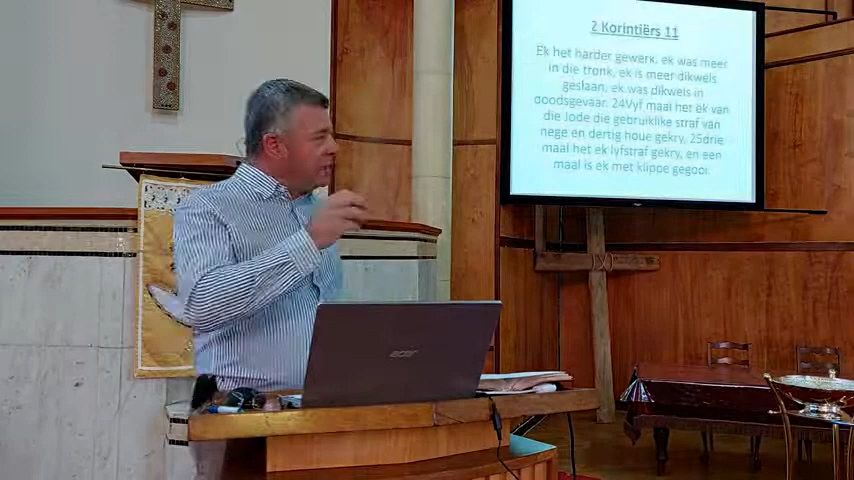 2 Korintiërs 11
Ek het harder gewerk. ek was meer
in die tronk, ek is meer dikwels
geslaan, ek was dikwels in
doodsgevaar. 24Vyf maal het ek van
die Jode die gebruiklike straf van
nege en dertig houe gekry, 25drie
maal het ek lyfstraf gekry, en een
maal is ek met klippe gegooi.
acer